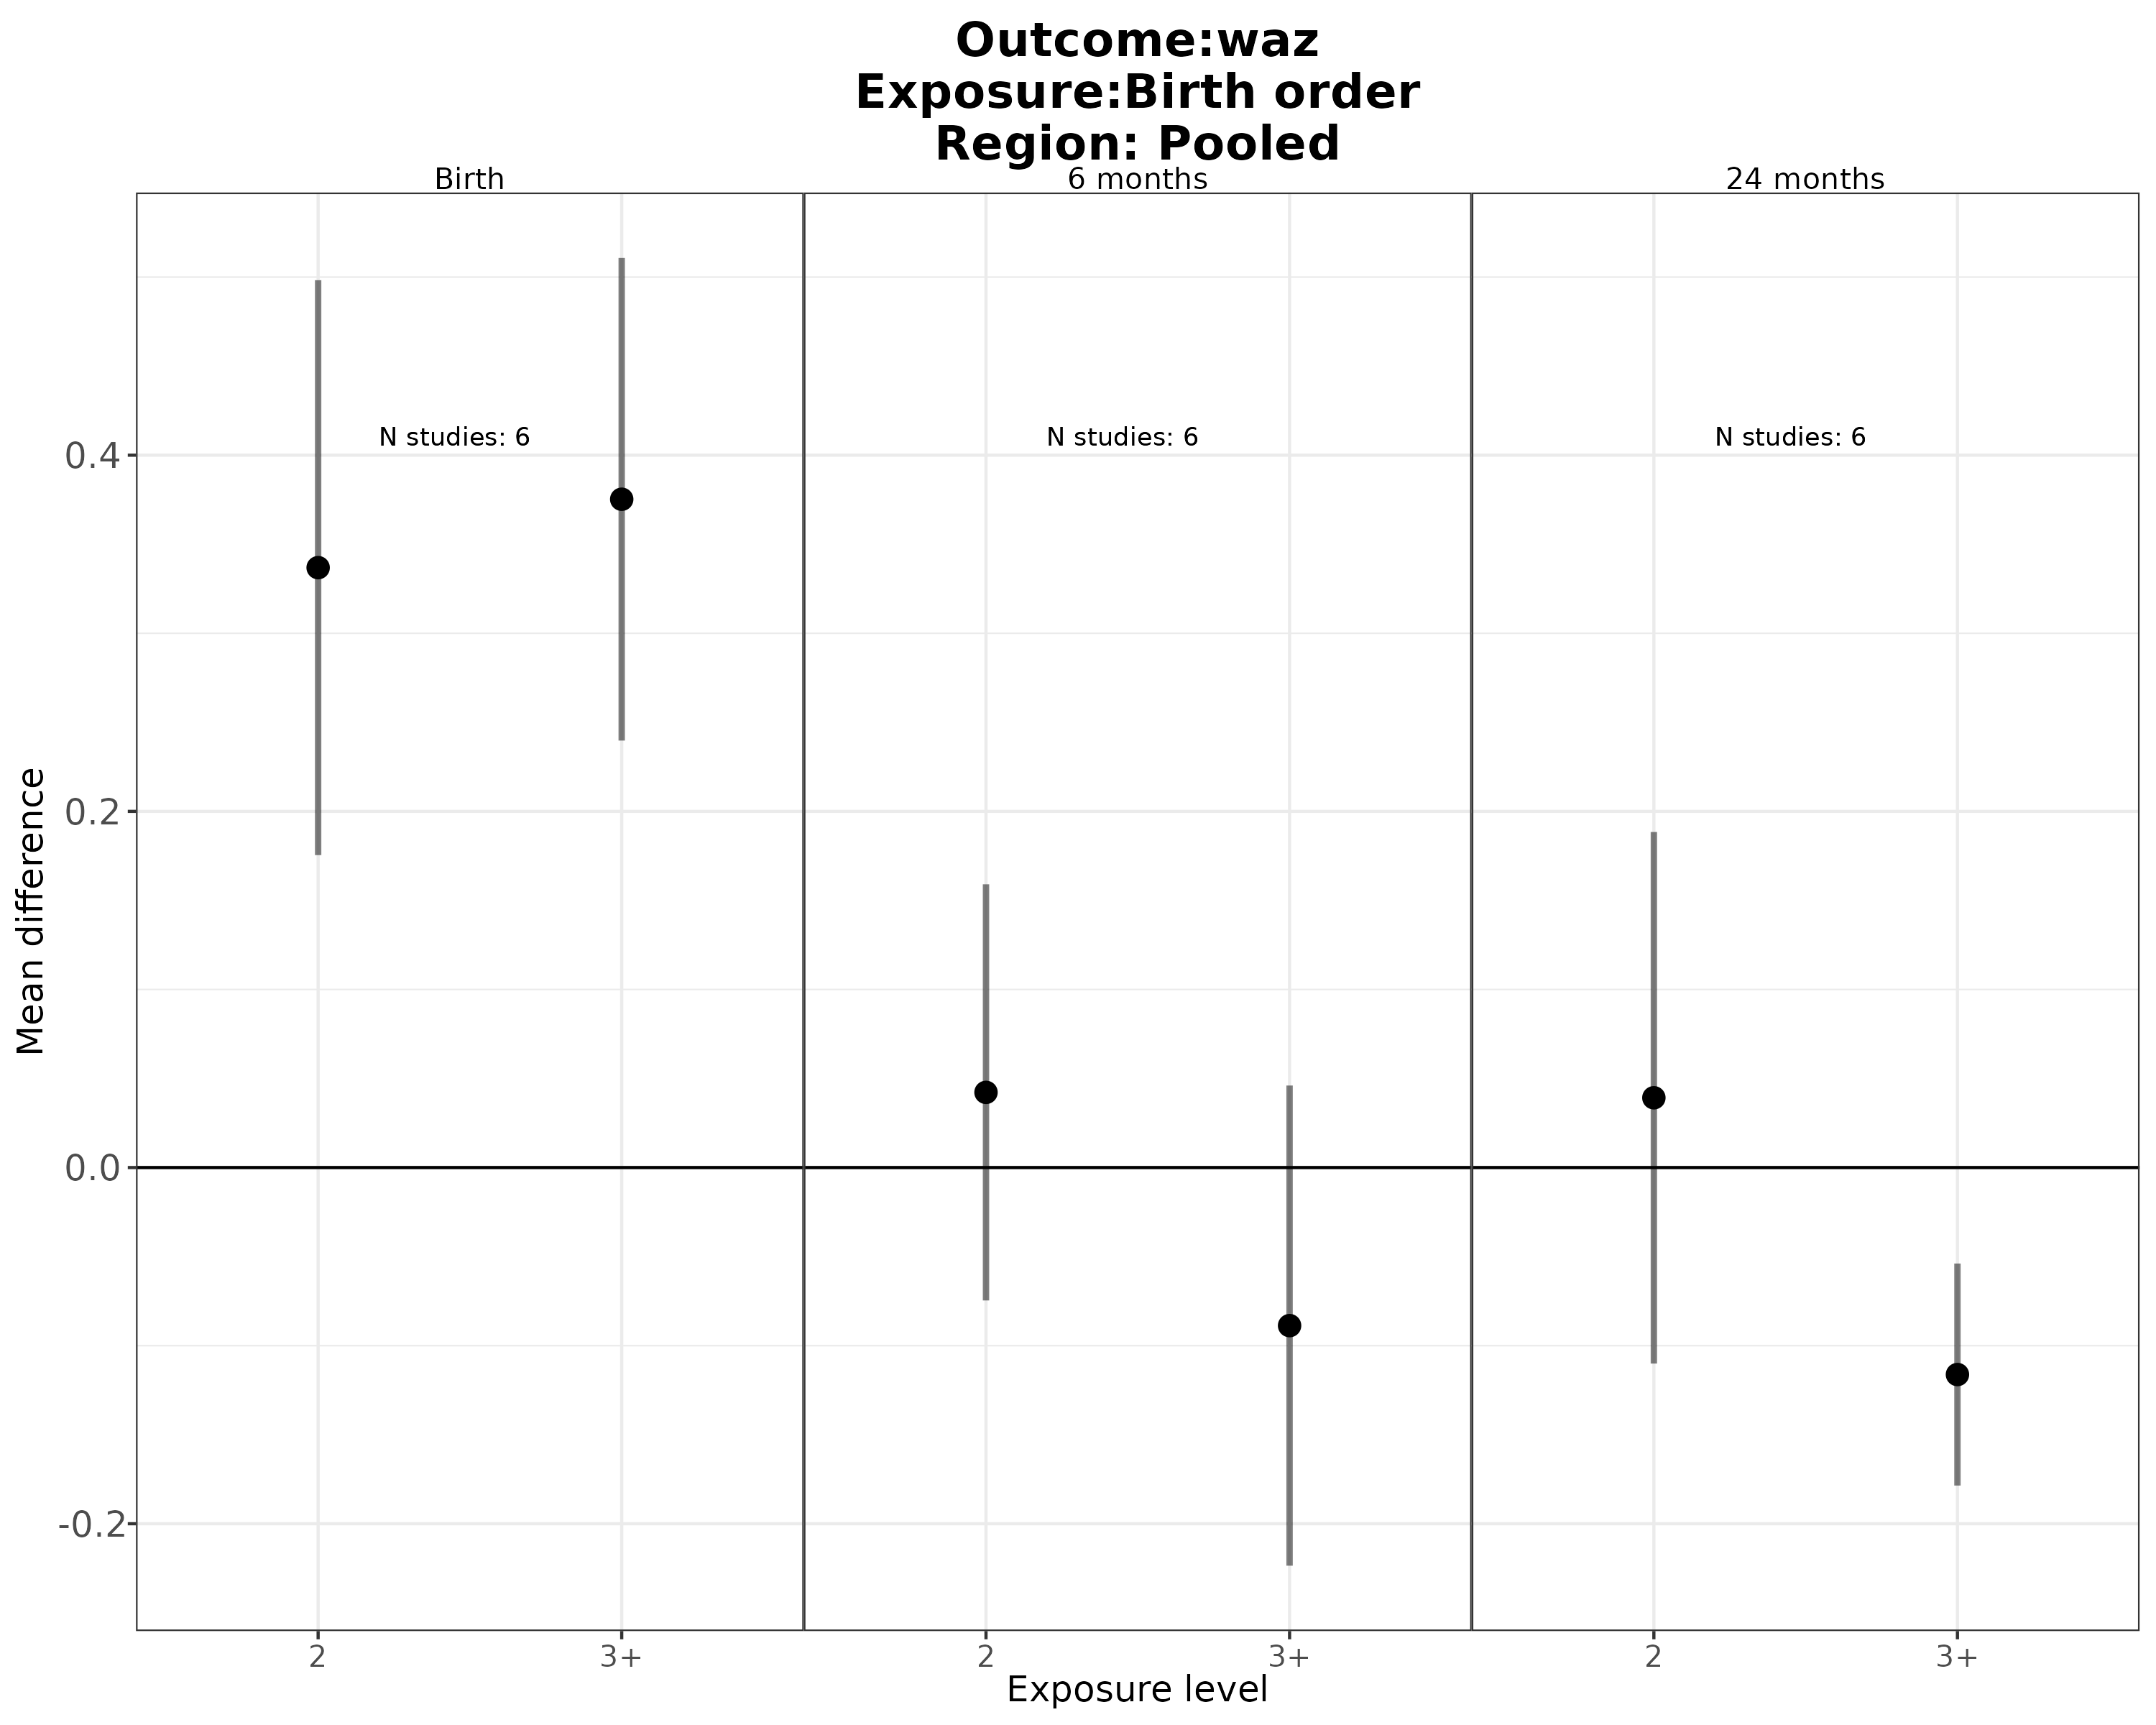 Outcome:waz
Exposure:Birth order
Region: Pooled
Birth
6 months
24 months
N studies: 6
N studies: 6
N studies: 6
0.4
0.2
0.0
-0.2
Mean difference
2
3+
2
3+
2
3+
Exposure level